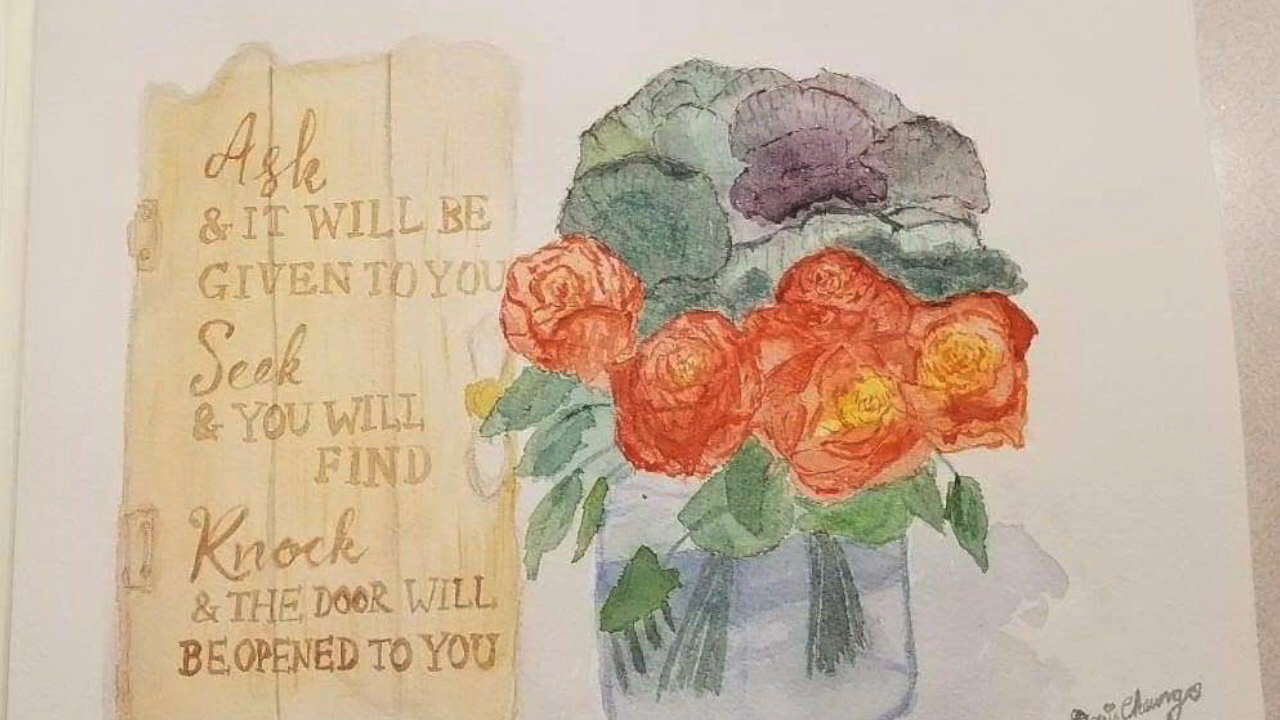 Ask
& IT WILL BE
GIVEN TO YOU
Seek
& YOU WILL
FIND
Knock
& THE DOOR WILL
BE OPENED TO YOU
Cheung